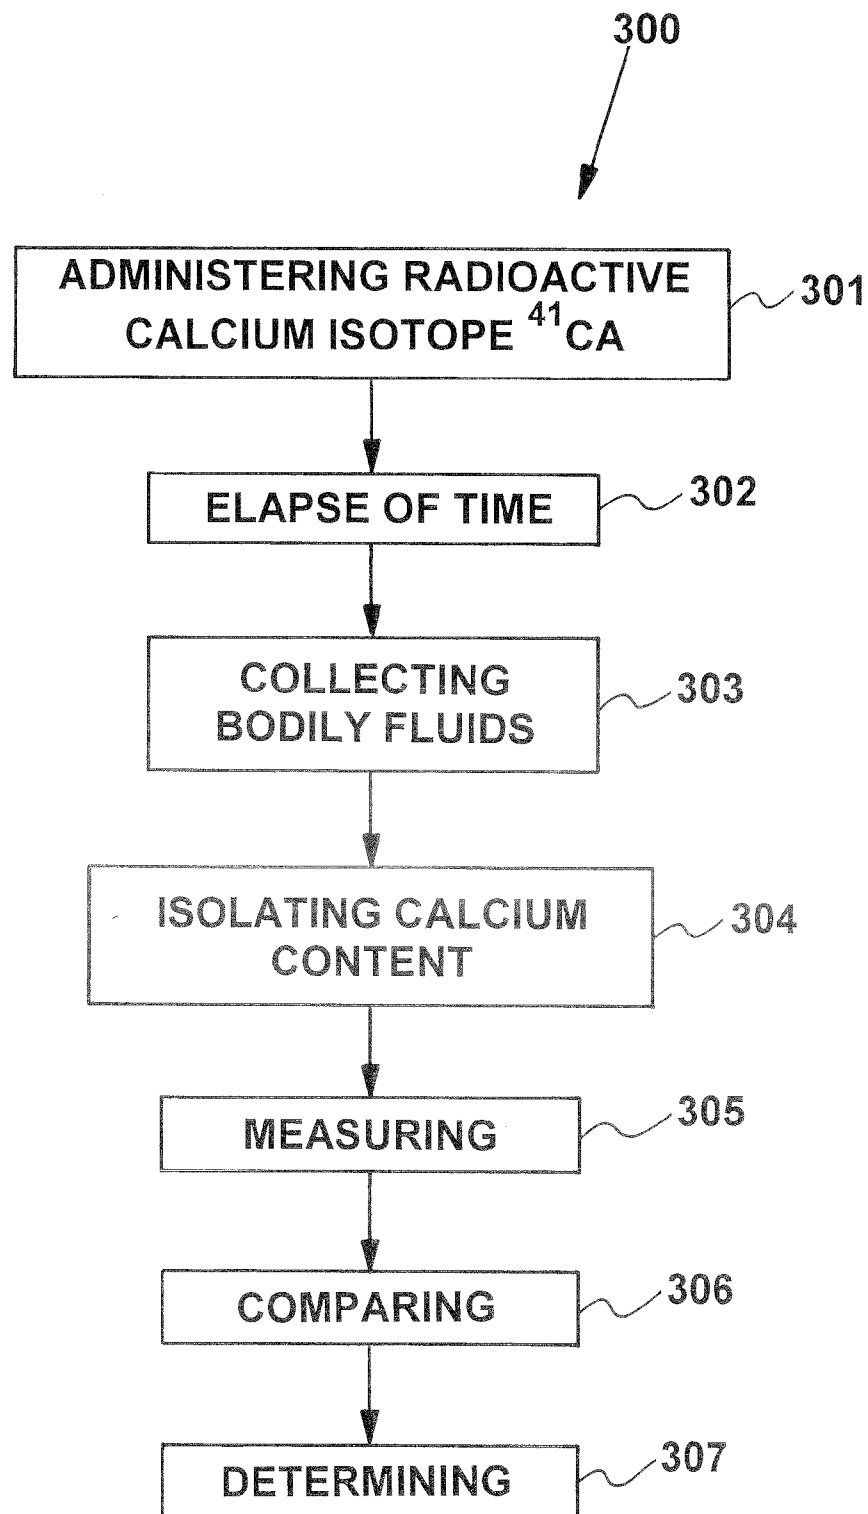 300
ADMINISTERING RADIOACTIVE
CALCIUM ISOTOPE 41CA
301
ELAPSE OF TIME
302
COLLECTING
BODILY FLUIDS
303
ISOLATING CALCIUM
CONTENT
304
MEASURING
305
COMPARING
306
DETERMINING
307